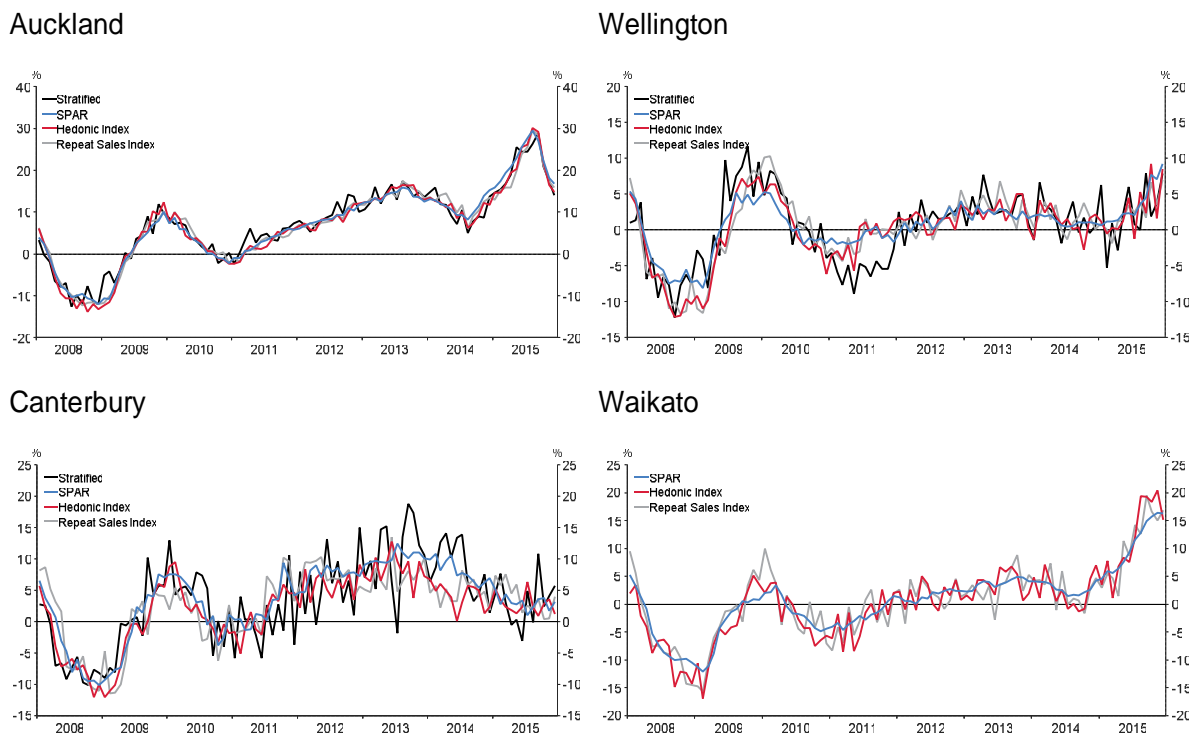 Auckland
% %
40 40
Stratified
SPAR
30 Hedonic Index 30
Repeat Sales Index
20 20
10 10
0 0
-10 -10
-20 -20
2008 2009 2010 2011 2012 2013 2014 2015
Wellington
% %
20 20
Stratified
15 SPAR 15
Hedonic Index
Repeat Sales Index
10 10
5 5
0 0
-5 -5
-10 -10
-15 -15
2008 2009 2010 2011 2012 2013 2014 2015
Canterbury
% %
25 25
Stratified
20 SPAR 20
Hedonic Index
15 Repeat Sales Index 15
10 10
5 5
0 0
-5 -5
-10 -10
-15 -15
2008 2009 2010 2011 2012 2013 2014 2015
Waikato
% %
25 25
SPAR
20 Hedonic Index 20
Repeat Sales Index
15 15
10 10
5 5
0 0
-5 -5
-10 -10
-15 -15
-20 -20
2008 2009 2010 2011 2012 2013 2014 2015